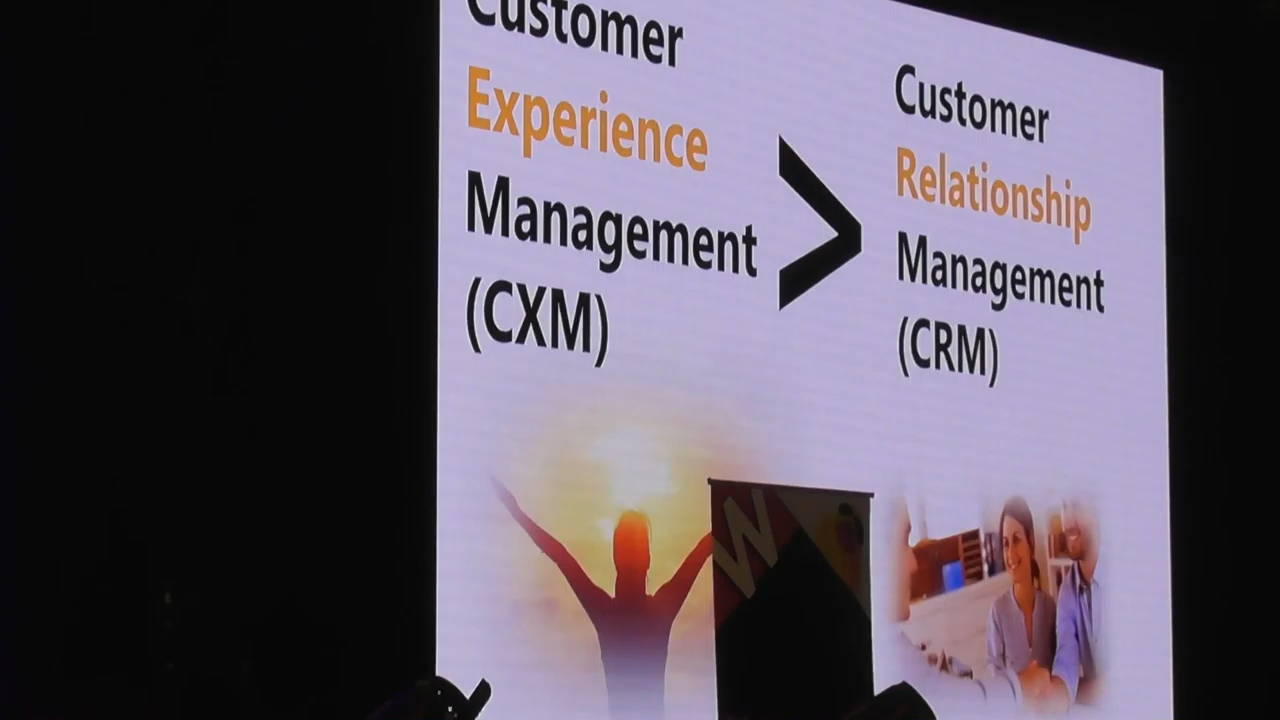 Customer
Experience
Management
(CXM)
>
Customer
Relationship
Management
(CRM)
W